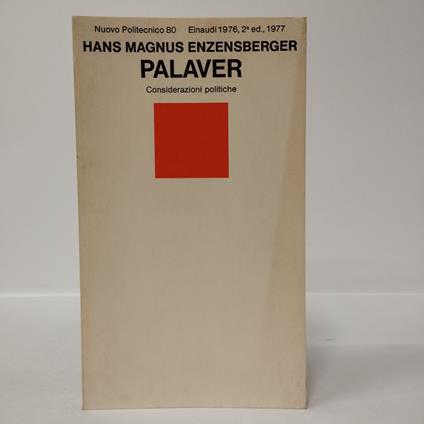 Nuovo Politecnico 80 Einaudi 1976, 2ª ed., 1977
HANS MAGNUS ENZENSBERGER
PALAVER
Considerazioni politiche